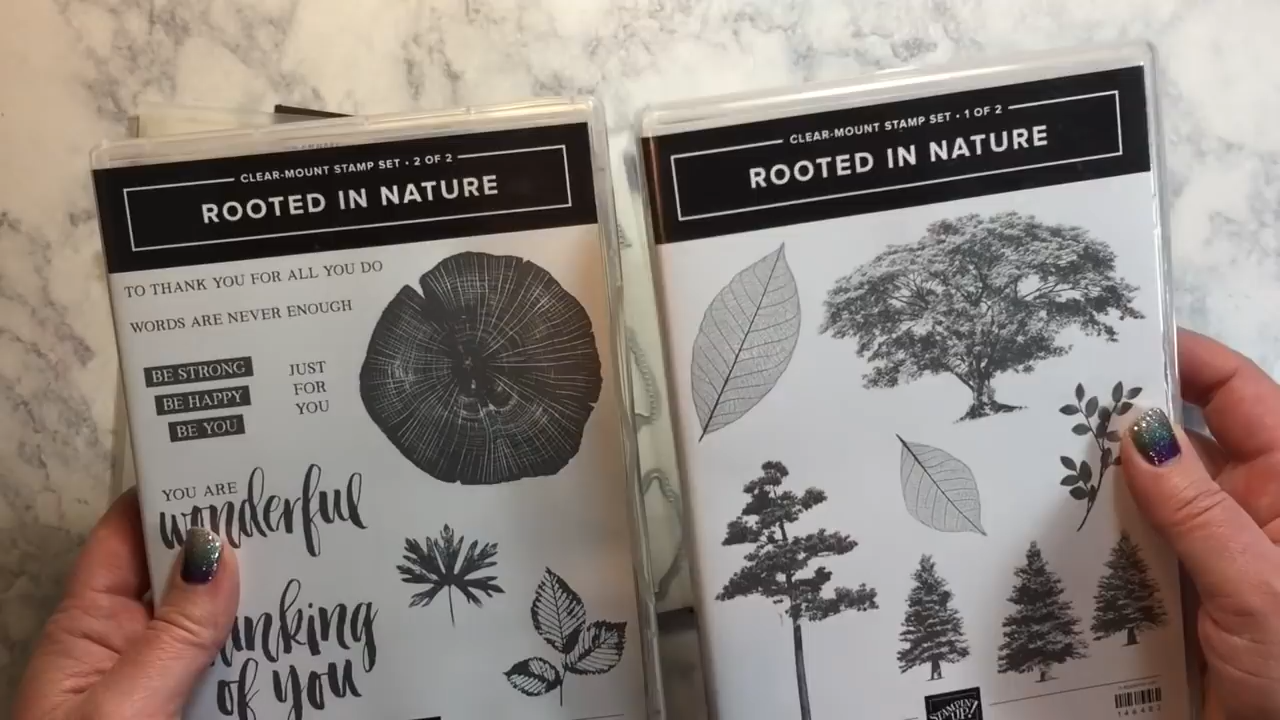 CLEAR-MOUNT STAMP SET • 2 OF 2
ROOTED IN NATURE
TO THANK YOU FOR ALL YOU DO
WORDS ARE NEVER ENOUGH
BE STRONG
BE HAPPY
BE YOU
JUST
FOR
YOU
YOU ARE
wonderful
of you
CLEAR-MOUNT STAMP SET • 1 OF 2
ROOTED IN NATURE
STAMPIN' UP!